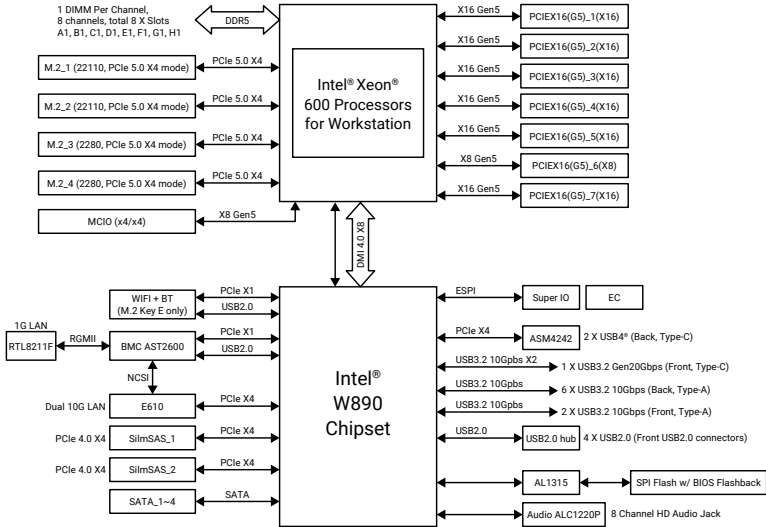 1 DIMM Per Channel,
8 channels, total 8 X Slots
A1, B1, C1, D1, E1, F1, G1, H1
DDR5
M.2_1 (22110, PCIe 5.0 X4 mode)
PCIe 5.0 X4
M.2_2 (22110, PCIe 5.0 X4 mode)
PCIe 5.0 X4
M.2_3 (2280, PCIe 5.0 X4 mode)
PCIe 5.0 X4
M.2_4 (2280, PCIe 5.0 X4 mode)
PCIe 5.0 X4
MCIO (x4/x4)
X8 Gen5
Intel® Xeon®
600 Processors
for Workstation
X16 Gen5
PCIEX16(G5)_1(X16)
X16 Gen5
PCIEX16(G5)_2(X16)
X16 Gen5
PCIEX16(G5)_3(X16)
X16 Gen5
PCIEX16(G5)_4(X16)
X16 Gen5
PCIEX16(G5)_5(X16)
X8 Gen5
PCIEX16(G5)_6(X8)
X16 Gen5
PCIEX16(G5)_7(X16)
DMI 4.0 X8
WIFI + BT
(M.2 Key E only)
PCIe X1
USB2.0
1G LAN
RTL8211F
RGMII
BMC AST2600
PCIe X1
USB2.0
NCSI
Dual 10G LAN
E610
PCIe X4
PCIe 4.0 X4
SilmSAS_1
PCIe X4
PCIe 4.0 X4
SilmSAS_2
PCIe X4
SATA_1~4
SATA
Intel®
W890
Chipset
ESPI
Super IO
EC
PCIe X4
ASM4242
2 X USB4® (Back, Type-C)
USB3.2 10Gpbs X2
1 X USB3.2 Gen20Gbps (Front, Type-C)
USB3.2 10Gpbs
6 X USB3.2 10Gbps (Back, Type-A)
USB3.2 10Gpbs
2 X USB3.2 10Gbps (Front, Type-A)
USB2.0
USB2.0 hub
4 X USB2.0 (Front USB2.0 connectors)
AL1315
SPI Flash w/ BIOS Flashback
Audio ALC1220P
8 Channel HD Audio Jack